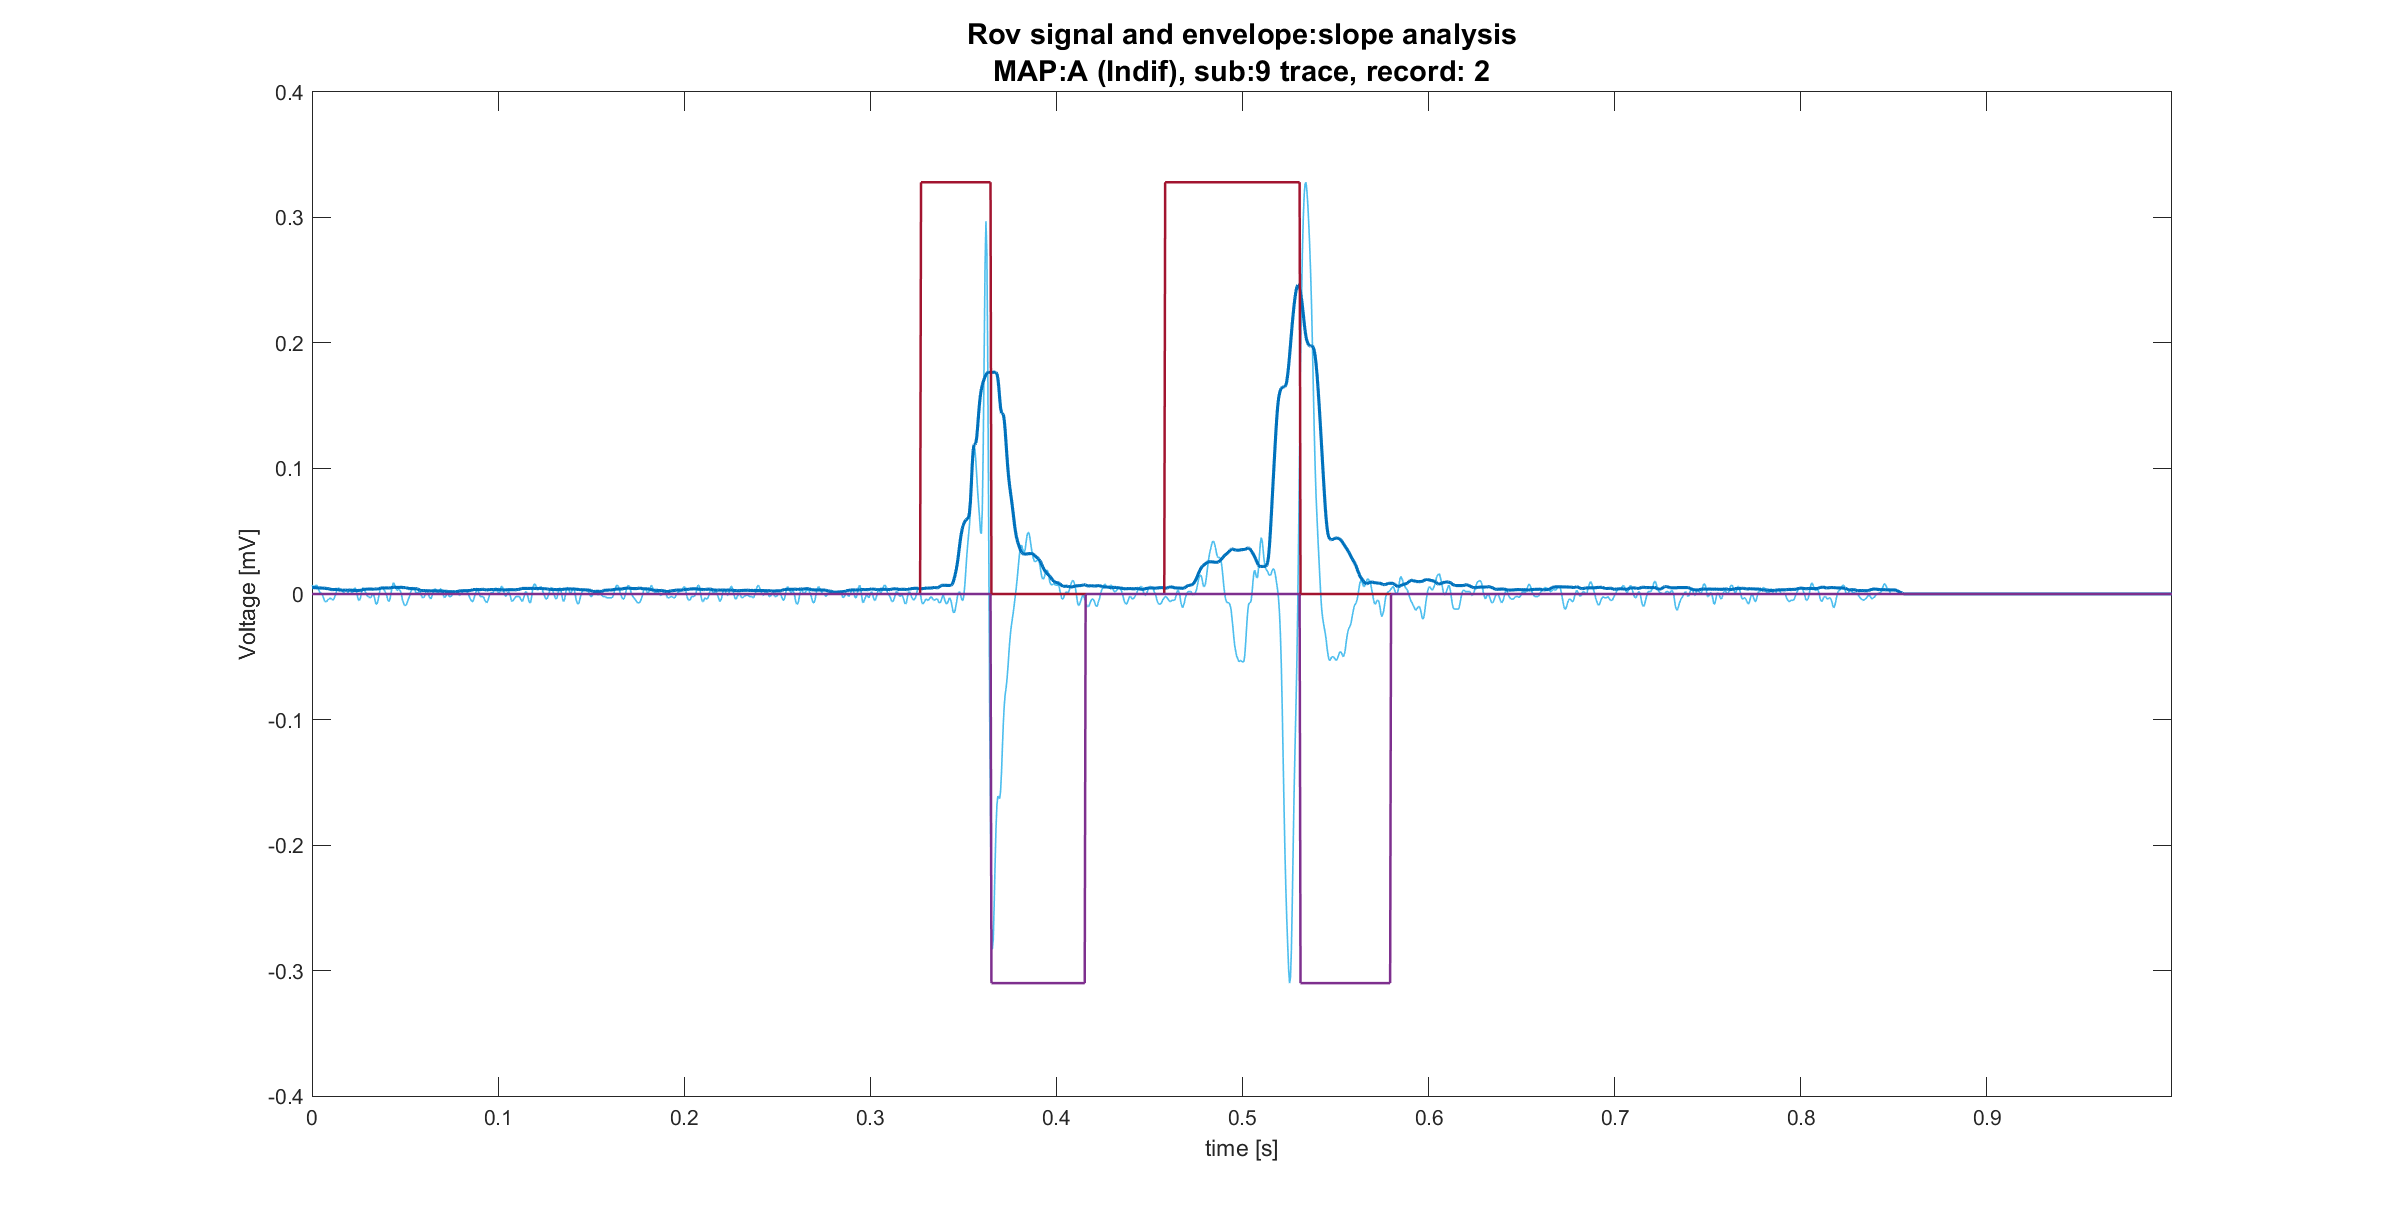 Rov signal and envelope:slope analysis
MAP:A (Indif), sub:9 trace, record: 2
0.4
0.3
0.2
0.1
0
-0.1
-0.2
-0.3
-0.4
Voltage [mV]
0 0.1 0.2 0.3 0.4 0.5 0.6 0.7 0.8 0.9
time [s]